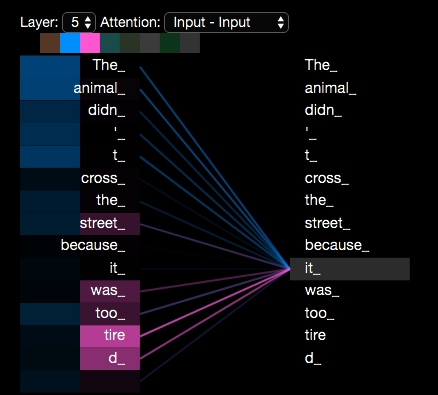 Layer: 5 Attention: Input - Input
The_ The_
animal_ animal_
didn_ didn_
'_ '_
t_ t_
cross_ cross_
the_ the_
street_ street_
because_ because_
it_ it_
was_ was_
too_ too_
tire tire
d_ d_